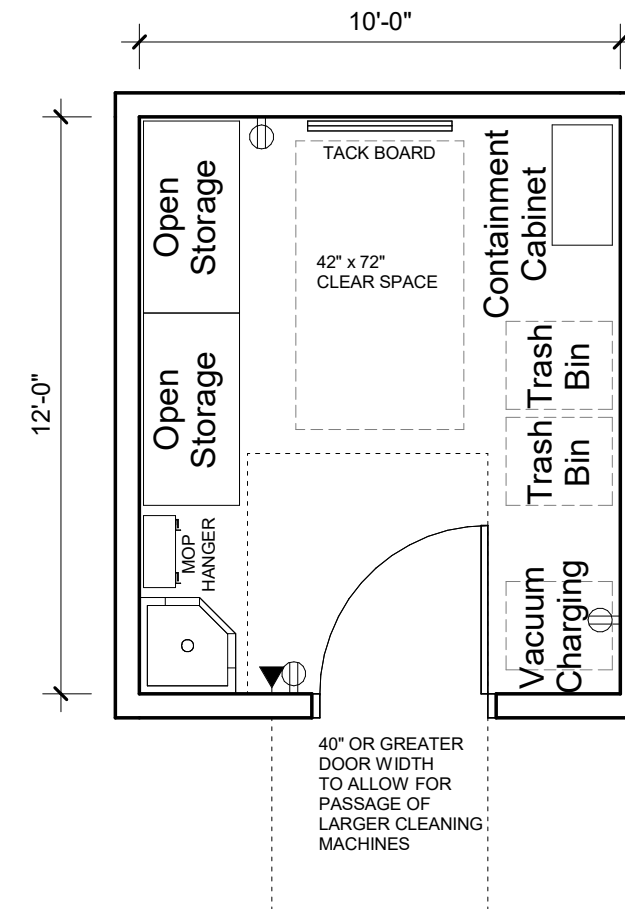 10'-0"
12'-0"
Open
Storage
TACK BOARD
Containment
Cabinet
42" x 72"
CLEAR SPACE
Open
Storage
Trash
Bin
Trash
Bin
MOP
HANGER
Vacuum
Charging
40" OR GREATER
DOOR WIDTH
TO ALLOW FOR
PASSAGE OF
LARGER CLEANING
MACHINES